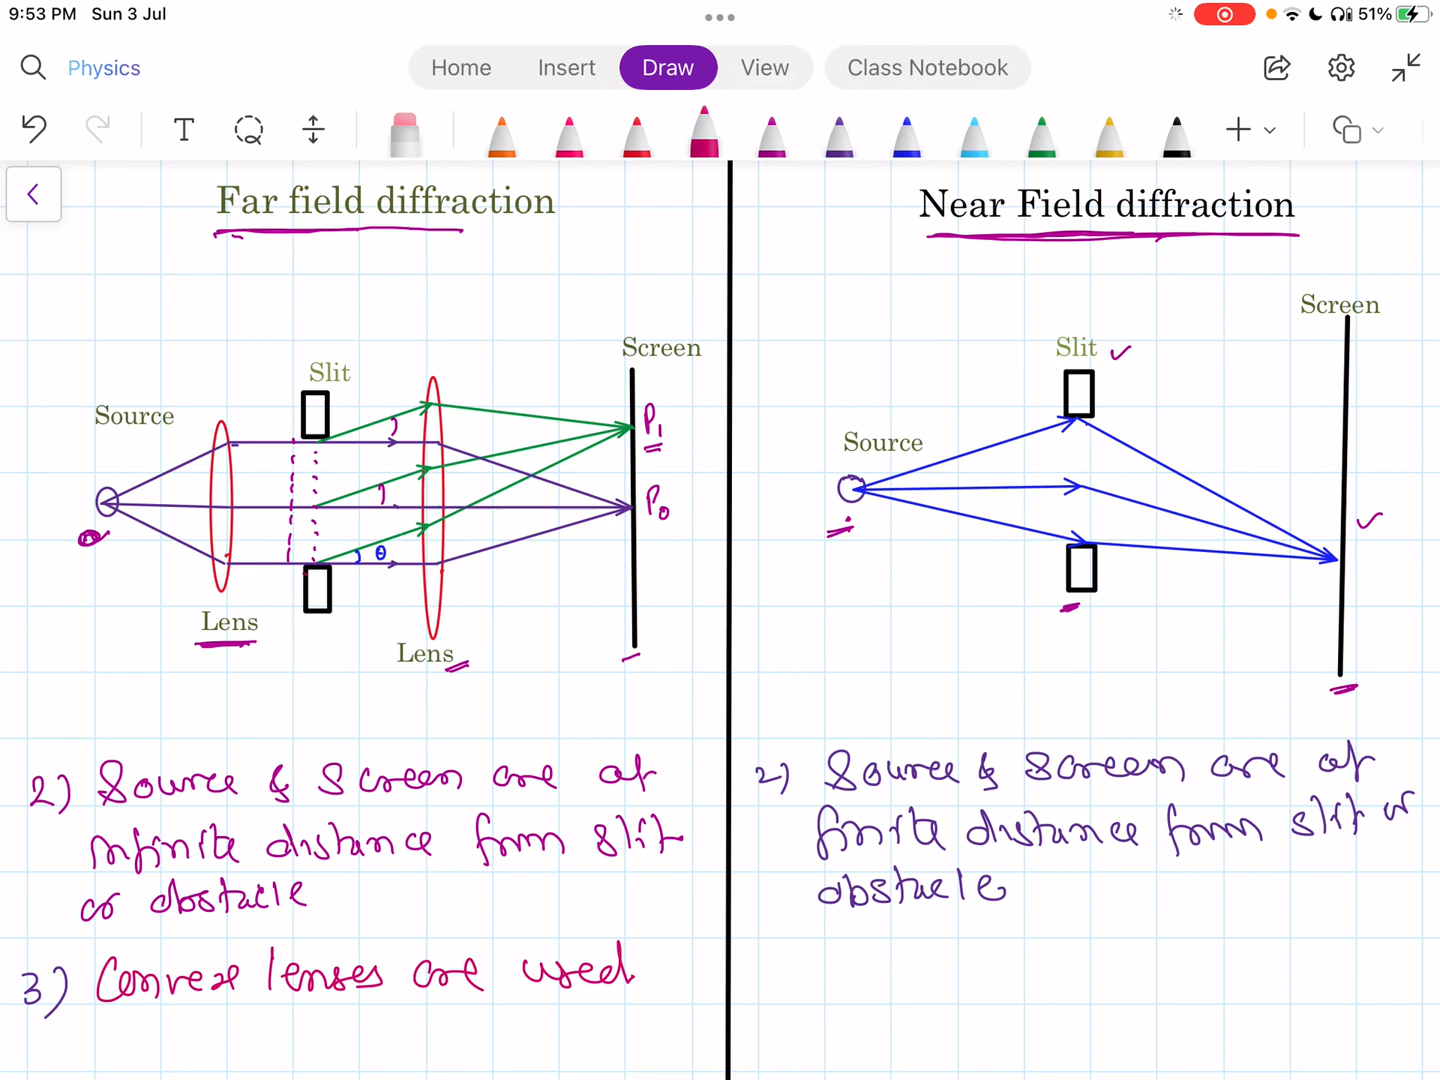 9:53 PM Sun 3 Jul
51%
Physics
Home Insert Draw View Class Notebook
T
Far field diffraction
Source
Slit
Screen
P1
P0
θ
Lens
Lens
2) Source & Screen are at
infinite distance from slit
or obstacle
3) Convex lenses are used
Near Field diffraction
Screen
Slit
Source
2) Source & Screen are at
finite distance from slit or
obstacle